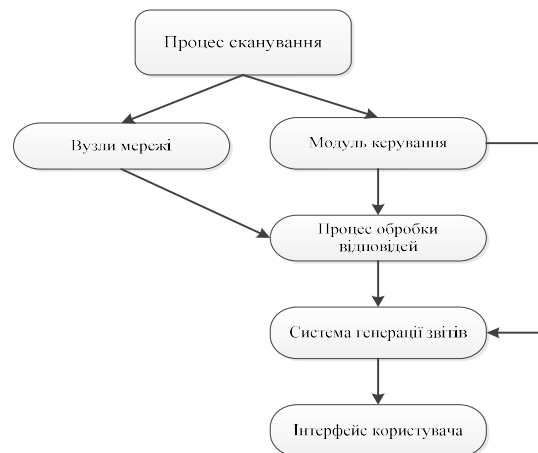 Процес сканування
Вузли мережі
Модуль керування
Процес обробки
відповідей
Система генерації звітів
Інтерфейс користувача